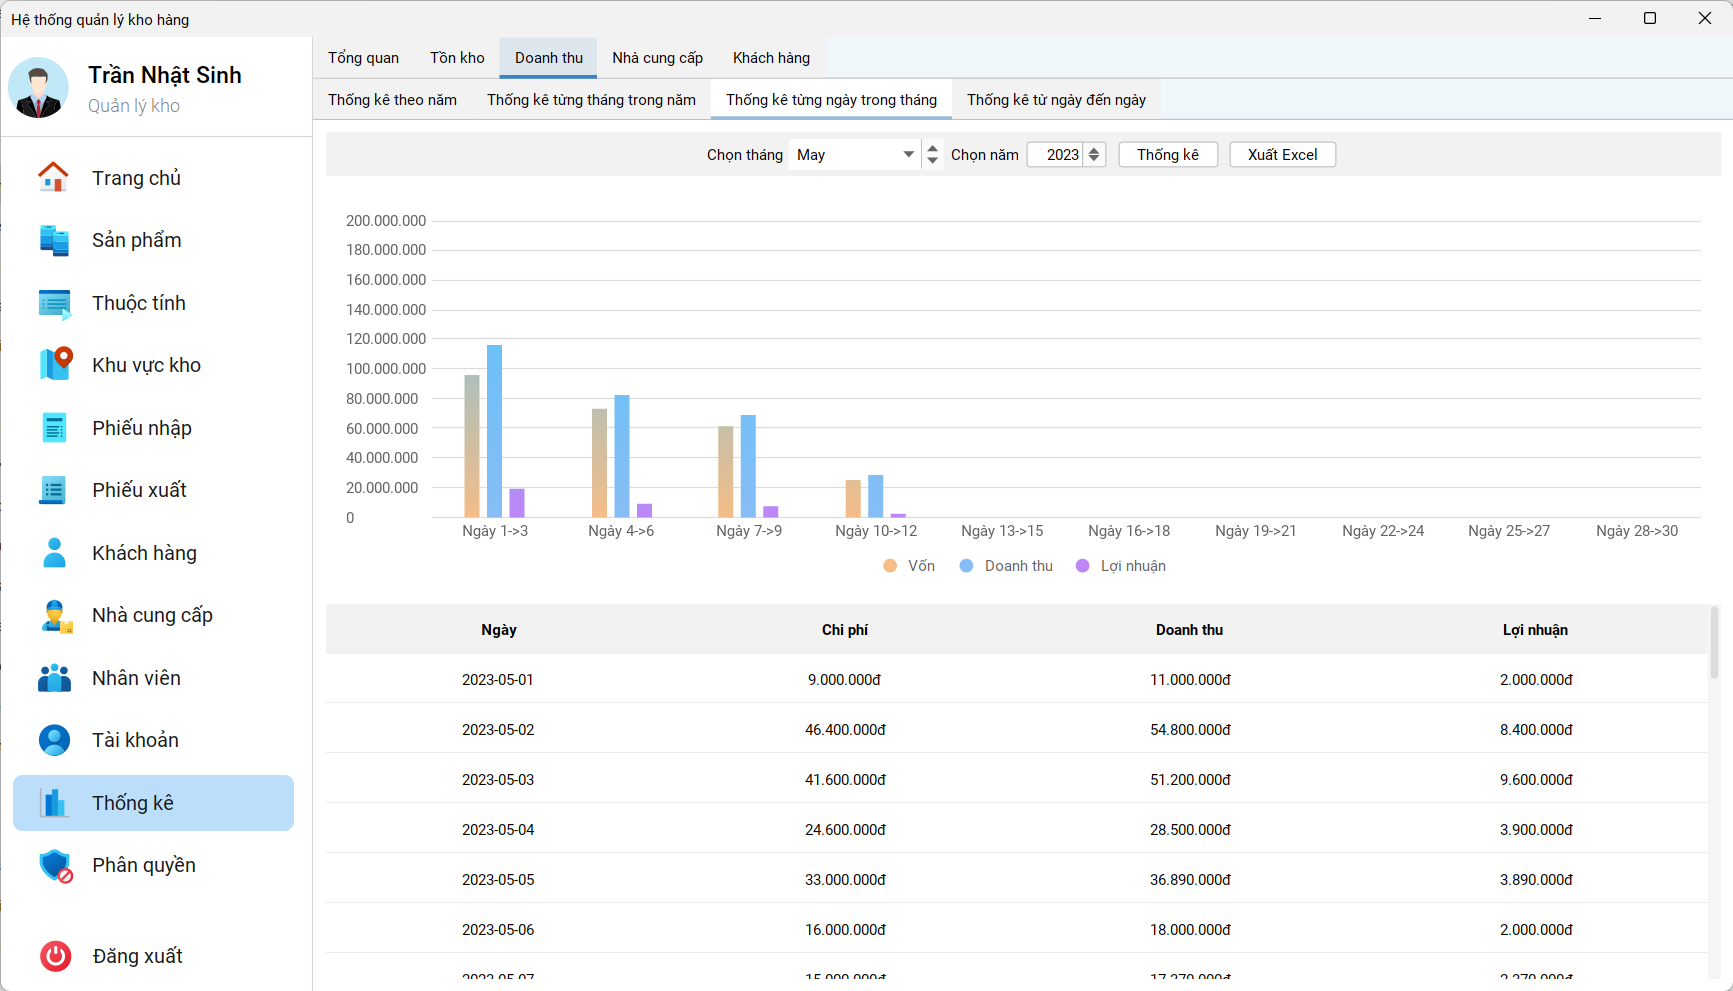 Hệ thống quản lý kho hàng
Trần Nhật Sinh
Quản lý kho
Trang chủ
Sản phẩm
Thuộc tính
Khu vực kho
Phiếu nhập
Phiếu xuất
Khách hàng
Nhà cung cấp
Nhân viên
Tài khoản
Thống kê
Phân quyền
Đăng xuất
Tổng quan Tồn kho Doanh thu Nhà cung cấp Khách hàng
Thống kê theo năm Thống kê từng tháng trong năm Thống kê từng ngày trong tháng Thống kê từ ngày đến ngày
Chọn tháng May Chọn năm 2023 Thống kê Xuất Excel
200.000.000
180.000.000
160.000.000
140.000.000
120.000.000
100.000.000
80.000.000
60.000.000
40.000.000
20.000.000
0
Ngày 1->3 Ngày 4->6 Ngày 7->9 Ngày 10->12 Ngày 13->15 Ngày 16->18 Ngày 19->21 Ngày 22->24 Ngày 25->27 Ngày 28->30
Vốn Doanh thu Lợi nhuận
Ngày Chi phí Doanh thu Lợi nhuận
2023-05-01 9.000.000đ 11.000.000đ 2.000.000đ
2023-05-02 46.400.000đ 54.800.000đ 8.400.000đ
2023-05-03 41.600.000đ 51.200.000đ 9.600.000đ
2023-05-04 24.600.000đ 28.500.000đ 3.900.000đ
2023-05-05 33.000.000đ 36.890.000đ 3.890.000đ
2023-05-06 16.000.000đ 18.000.000đ 2.000.000đ